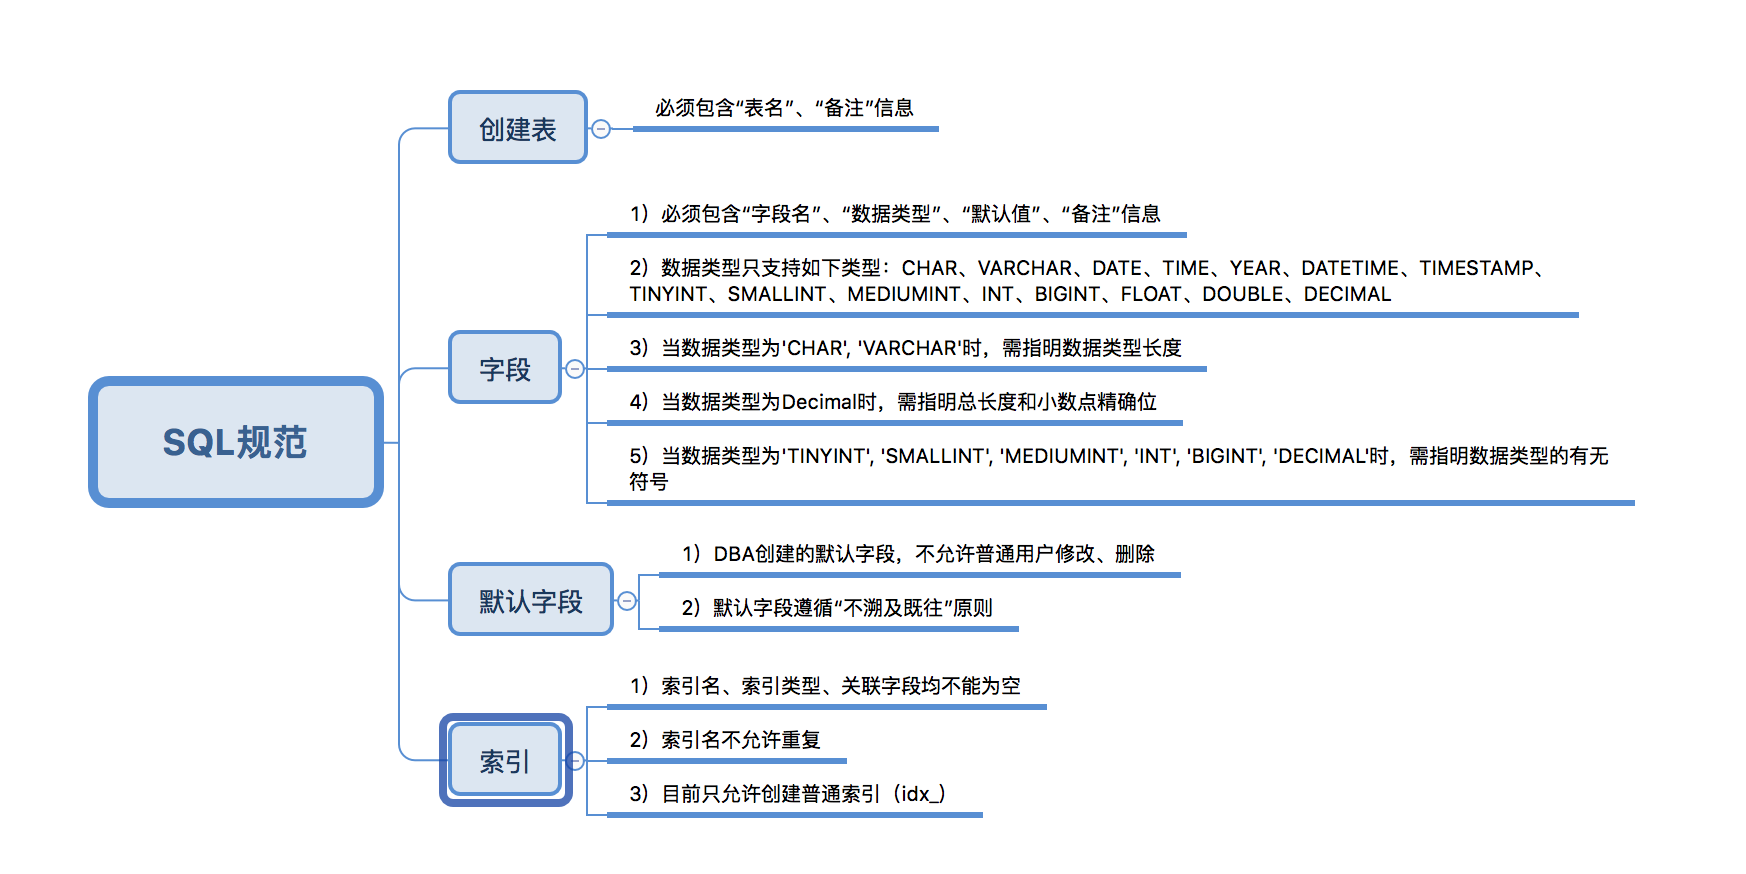 SQL规范
创建表
必须包含“表名”、“备注”信息
字段
1）必须包含“字段名”、“数据类型”、“默认值”、“备注”信息
2）数据类型只支持如下类型：CHAR、VARCHAR、DATE、TIME、YEAR、DATETIME、TIMESTAMP、
TINYINT、SMALLINT、MEDIUMINT、INT、BIGINT、FLOAT、DOUBLE、DECIMAL
3）当数据类型为'CHAR', 'VARCHAR'时，需指明数据类型长度
4）当数据类型为Decimal时，需指明总长度和小数点精确位
5）当数据类型为'TINYINT', 'SMALLINT', 'MEDIUMINT', 'INT', 'BIGINT', 'DECIMAL'时，需指明数据类型的有无
符号
默认字段
1）DBA创建的默认字段，不允许普通用户修改、删除
2）默认字段遵循“不溯及既往”原则
索引
1）索引名、索引类型、关联字段均不能为空
2）索引名不允许重复
3）目前只允许创建普通索引（idx_）